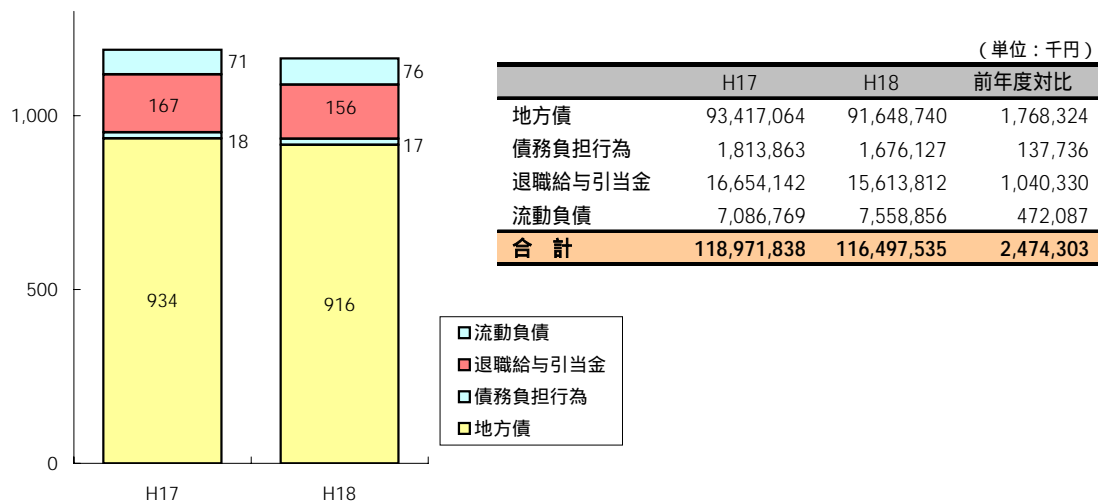 71
76
167
156
1,000
18
17
500
934
916
0
H17
H18
流動負債
退職給与引当金
債務負担行為
地方債
(単位:千円)
H17 H18 前年度対比
地方債 93,417,064 91,648,740 1,768,324
債務負担行為 1,813,863 1,676,127 137,736
退職給与引当金 16,654,142 15,613,812 1,040,330
流動負債 7,086,769 7,558,856 472,087
合 計 118,971,838 116,497,535 2,474,303